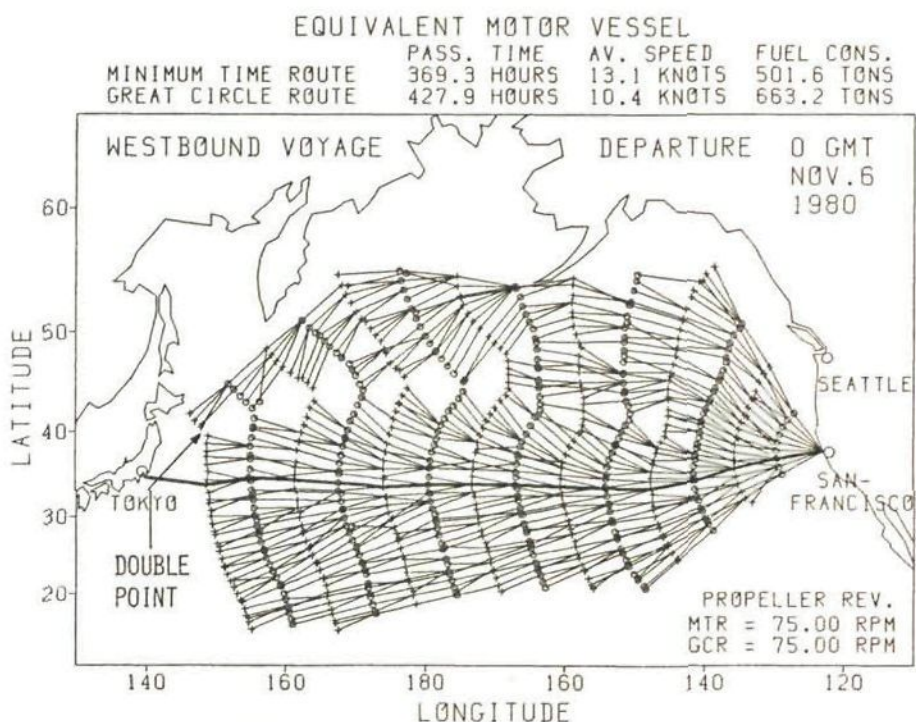 EQUIVALENT MOTOR VESSEL
PASS. TIME AV. SPEED FUEL CONS.
MINIMUM TIME ROUTE 369.3 HOURS 13.1 KNOTS 501.6 TONS
GREAT CIRCLE ROUTE 427.9 HOURS 10.4 KNOTS 663.2 TONS
WESTBOUND VOYAGE DEPARTURE 0 GMT
NOV.6
1980
60
50
40
30
20
LATITUDE
SEATTLE
SAN-
FRANCISCO
TOKYO
DOUBLE
POINT
PROPELLER REV.
MTR = 75.00 RPM
GCR = 75.00 RPM
140 160 180 160 140 120
LONGITUDE